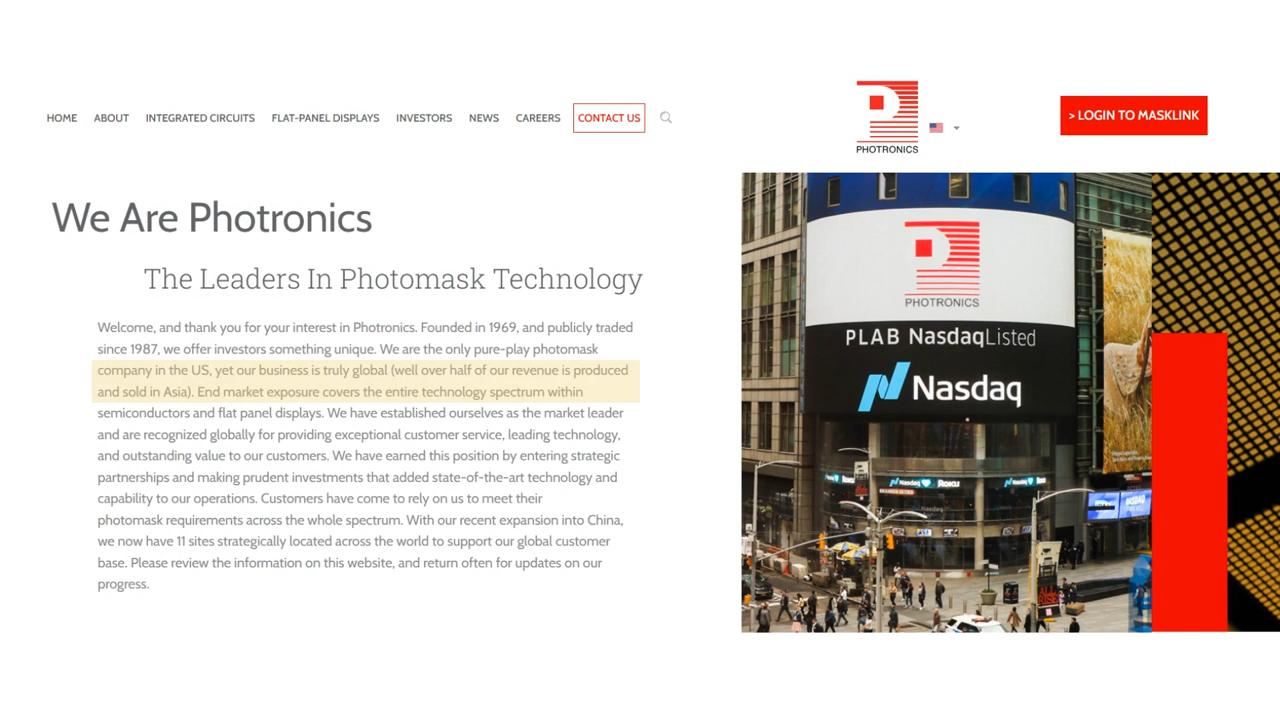 HOME ABOUT INTEGRATED CIRCUITS FLAT-PANEL DISPLAYS INVESTORS NEWS CAREERS CONTACT US
PHOTRONICS
> LOGIN TO MASKLINK
We Are Photronics
The Leaders In Photomask Technology
Welcome, and thank you for your interest in Photronics. Founded in 1969, and publicly traded
since 1987, we offer investors something unique. We are the only pure-play photomask
company in the US, yet our business is truly global (well over half of our revenue is produced
and sold in Asia). End market exposure covers the entire technology spectrum within
semiconductors and flat panel displays. We have established ourselves as the market leader
and are recognized globally for providing exceptional customer service, leading technology,
and outstanding value to our customers. We have earned this position by entering strategic
partnerships and making prudent investments that added state-of-the-art technology and
capability to our operations. Customers have come to rely on us to meet their
photomask requirements across the whole spectrum. With our recent expansion into China,
we now have 11 sites strategically located across the world to support our global customer
base. Please review the information on this website, and return often for updates on our
progress.
PHOTRONICS
PLAB NasdaqListed
Nasdaq
Nasdaq
Roku
Nasdaq
NASDAQ
NASDAQ
ALL
RISE